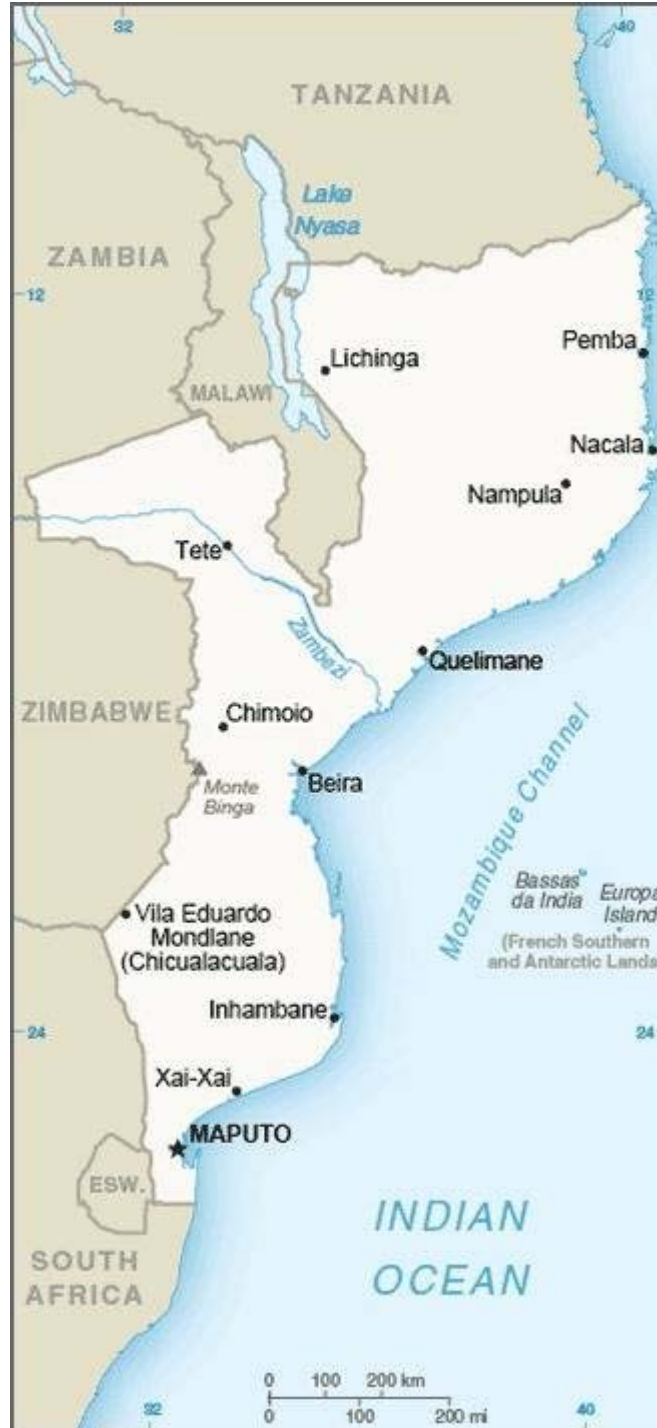 32
40
TANZANIA
Lake
Nyasa
ZAMBIA
12
12
Pemba
Lichinga
MALAWI
Nacala
Nampula
Tete
Zambezi
Quelimane
ZIMBABWE
Chimoio
Monte
Binga
Beira
Mozambique Channel
Bassas
da India
Europa
Island
(French Southern
and Antarctic Lands
Vila Eduardo
Mondlane
(Chicualacuala)
Inhambane
24
24
Xai-Xai
MAPUTO
ESW.
INDIAN
OCEAN
SOUTH
AFRICA
0 100 200 km
0 100 200 mi
32
40